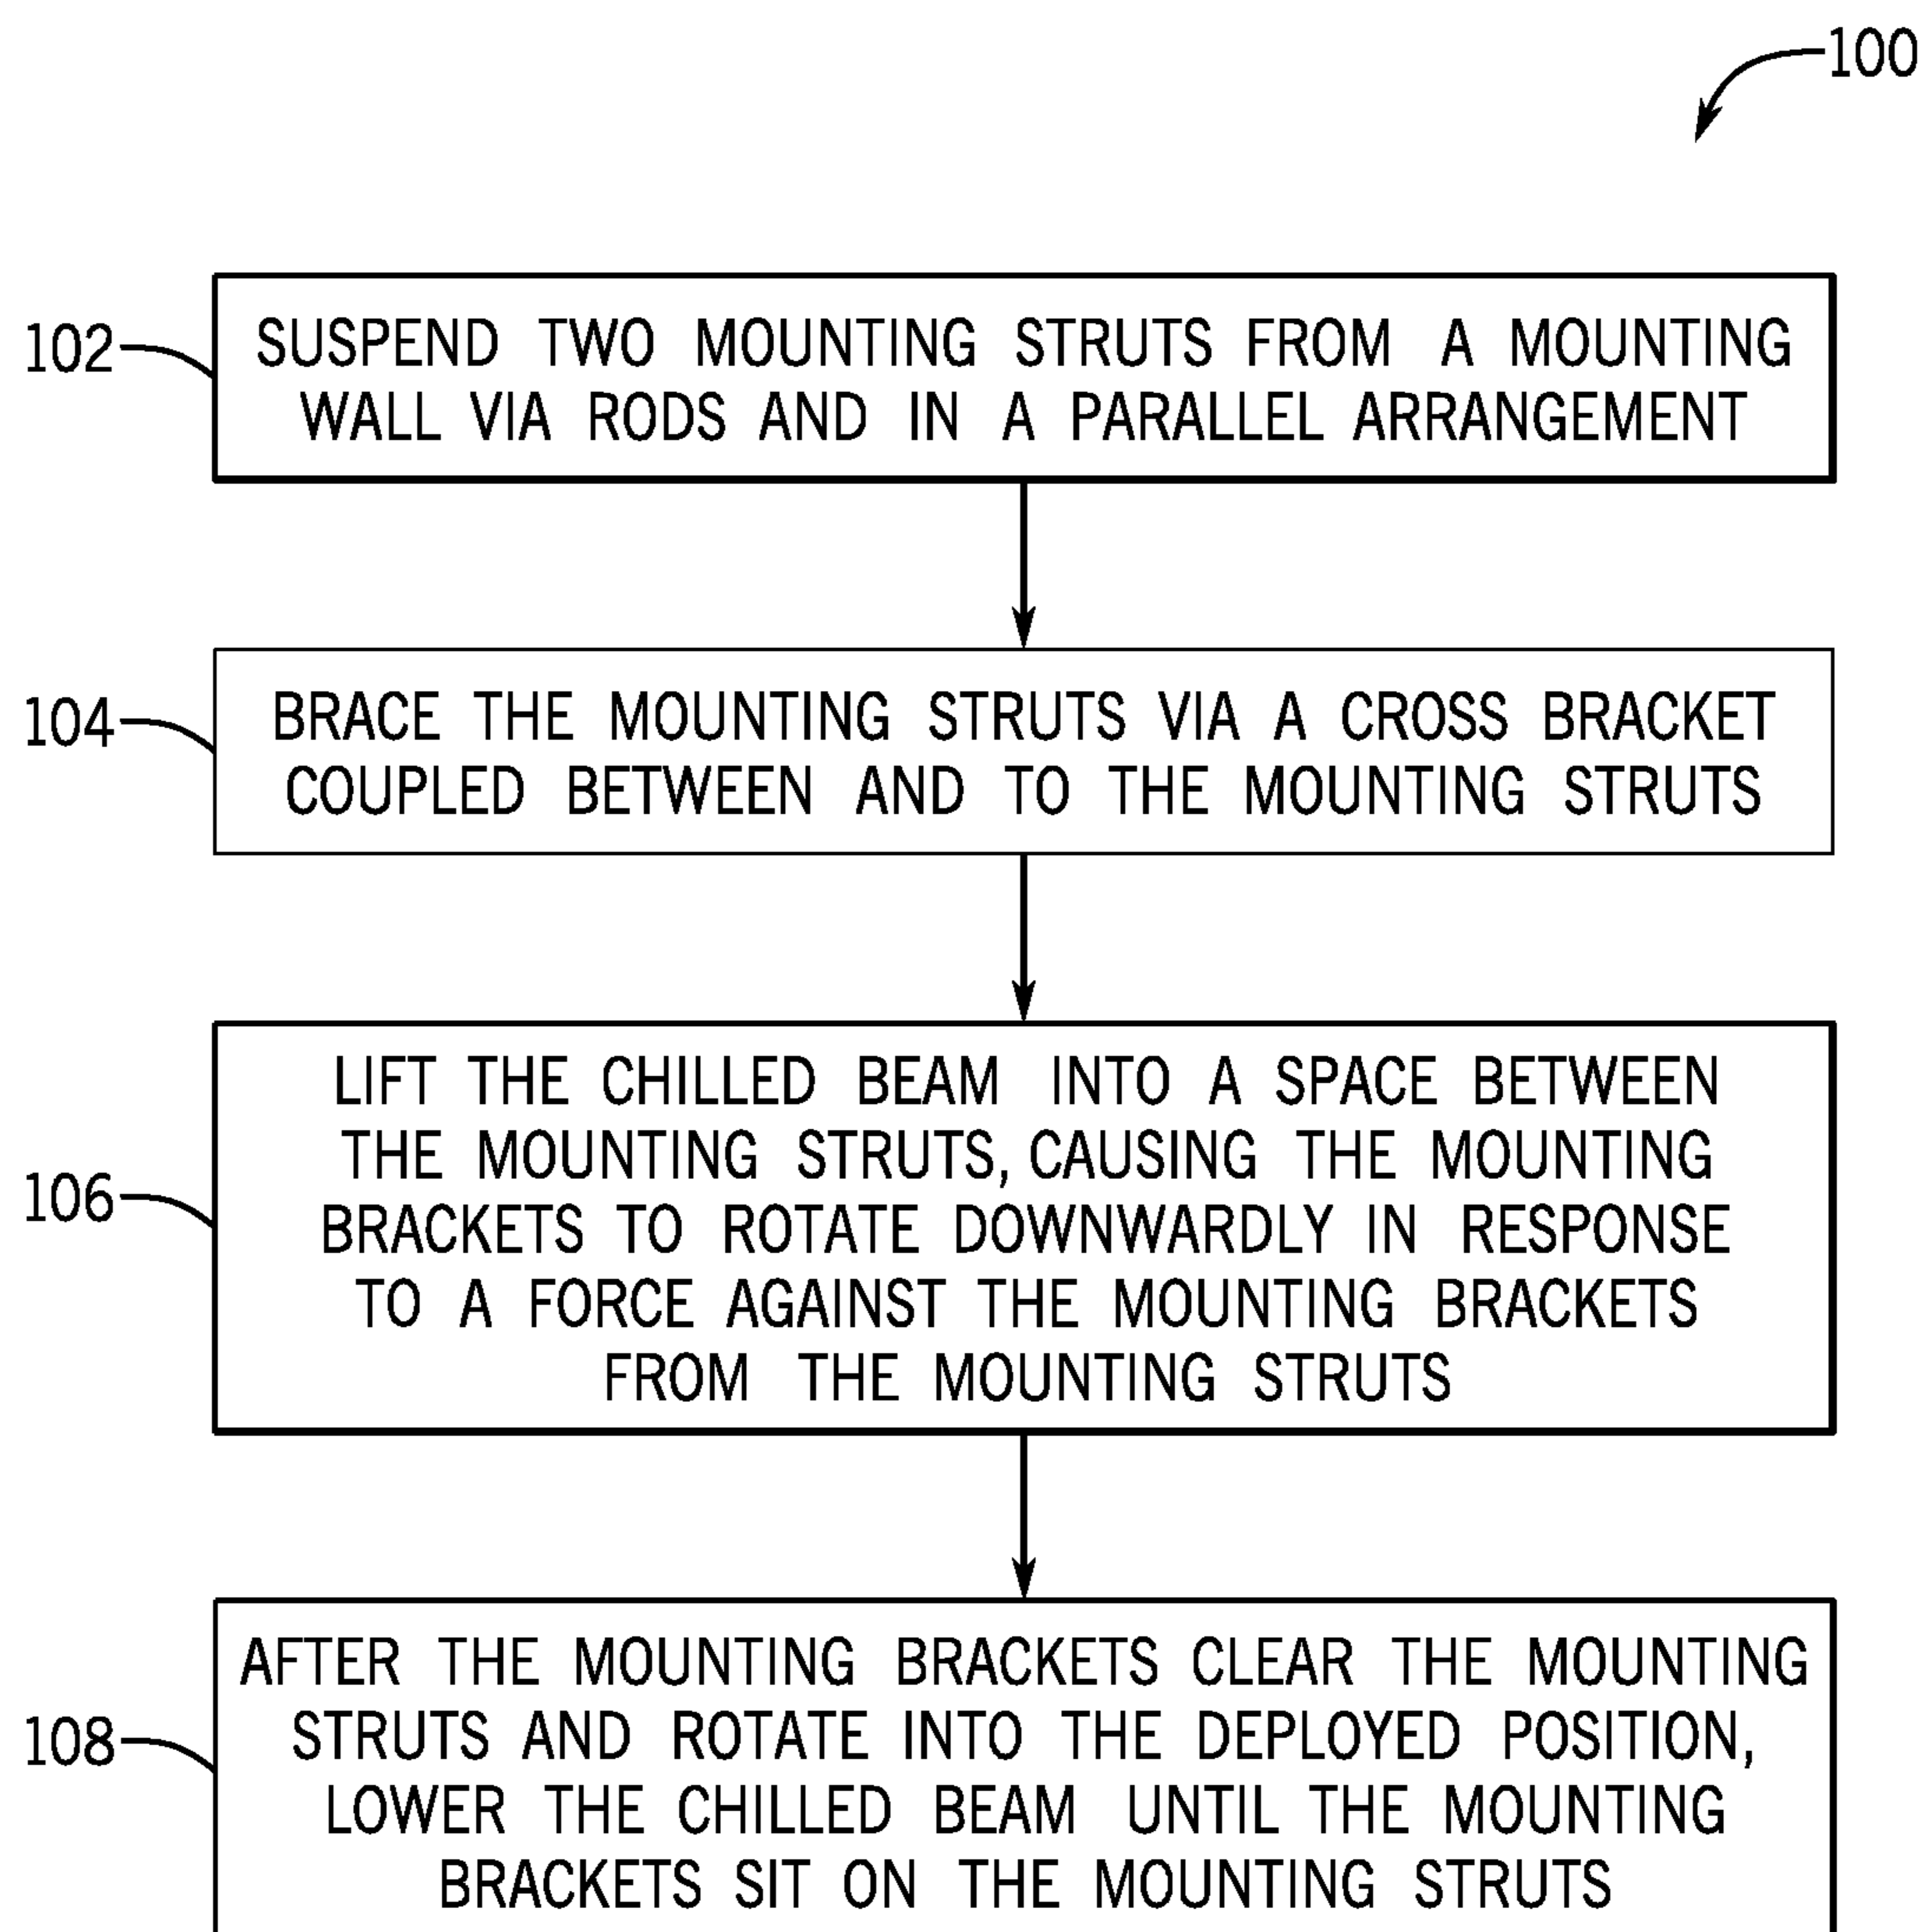 100
102
SUSPEND TWO MOUNTING STRUTS FROM A MOUNTING
WALL VIA RODS AND IN A PARALLEL ARRANGEMENT
104
BRACE THE MOUNTING STRUTS VIA A CROSS BRACKET
COUPLED BETWEEN AND TO THE MOUNTING STRUTS
106
LIFT THE CHILLED BEAM INTO A SPACE BETWEEN
THE MOUNTING STRUTS, CAUSING THE MOUNTING
BRACKETS TO ROTATE DOWNWARDLY IN RESPONSE
TO A FORCE AGAINST THE MOUNTING BRACKETS
FROM THE MOUNTING STRUTS
108
AFTER THE MOUNTING BRACKETS CLEAR THE MOUNTING
STRUTS AND ROTATE INTO THE DEPLOYED POSITION,
LOWER THE CHILLED BEAM UNTIL THE MOUNTING
BRACKETS SIT ON THE MOUNTING STRUTS